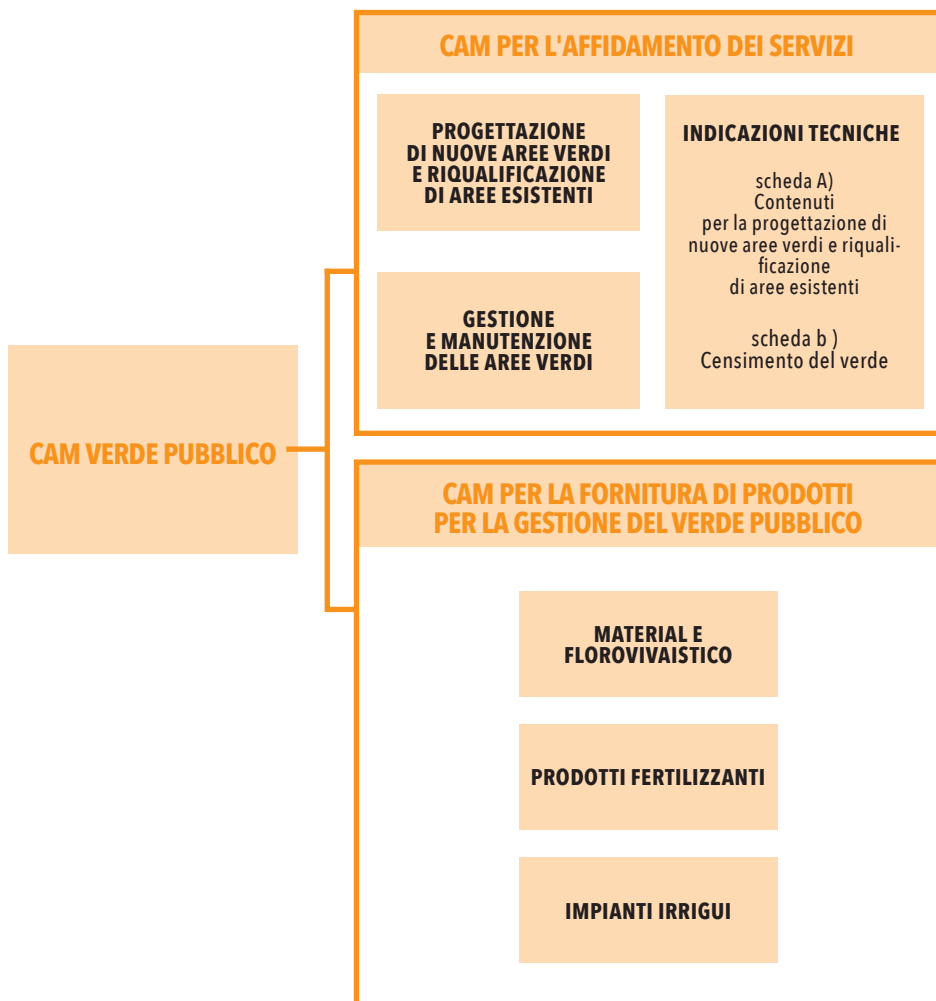 CAM PER L'AFFIDAMENTO DEI SERVIZI
PROGETTAZIONE
DI NUOVE AREE VERDI
E RIQUALIFICAZIONE
DI AREE ESISTENTI
INDICAZIONI TECNICHE
scheda A)
Contenuti
per la progettazione di
nuove aree verdi e riquali-
ficazione
di aree esistenti
scheda b )
Censimento del verde
GESTIONE
E MANUTENZIONE
DELLE AREE VERDI
CAM VERDE PUBBLICO
CAM PER LA FORNITURA DI PRODOTTI
PER LA GESTIONE DEL VERDE PUBBLICO
MATERIAL E
FLOROVIVAISTICO
PRODOTTI FERTILIZZANTI
IMPIANTI IRRIGUI